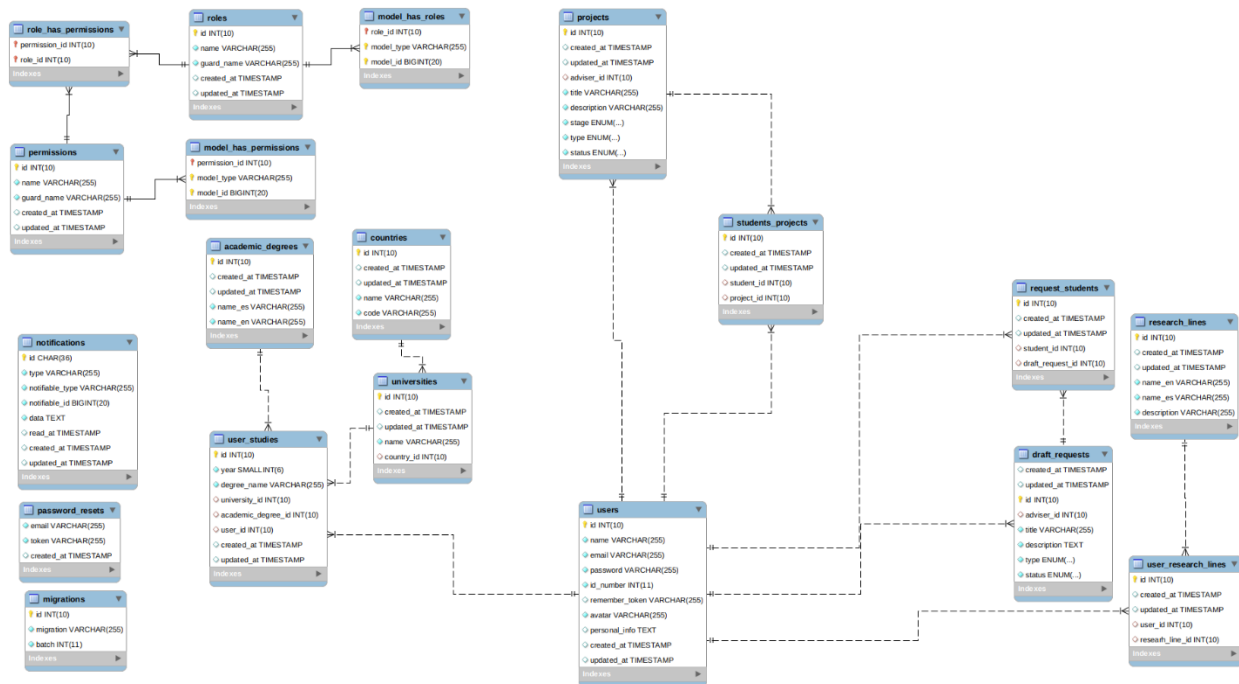 role_has_permissions
permission_id INT(10)
role_id INT(10)
Indexes
roles
id INT(10)
name VARCHAR(255)
guard_name VARCHAR(255)
created_at TIMESTAMP
updated_at TIMESTAMP
Indexes
model_has_roles
role_id INT(10)
model_type VARCHAR(255)
model_id BIGINT(20)
Indexes
projects
id INT(10)
created_at TIMESTAMP
updated_at TIMESTAMP
adviser_id INT(10)
title VARCHAR(255)
description VARCHAR(255)
stage ENUM(...)
type ENUM(...)
status ENUM(...)
Indexes
permissions
id INT(10)
name VARCHAR(255)
guard_name VARCHAR(255)
created_at TIMESTAMP
updated_at TIMESTAMP
Indexes
model_has_permissions
permission_id INT(10)
model_type VARCHAR(255)
model_id BIGINT(20)
Indexes
academic_degrees
id INT(10)
created_at TIMESTAMP
updated_at TIMESTAMP
name_es VARCHAR(255)
name_en VARCHAR(255)
Indexes
countries
id INT(10)
created_at TIMESTAMP
updated_at TIMESTAMP
name VARCHAR(255)
code VARCHAR(255)
Indexes
students_projects
id INT(10)
created_at TIMESTAMP
updated_at TIMESTAMP
student_id INT(10)
project_id INT(10)
Indexes
request_students
id INT(10)
created_at TIMESTAMP
updated_at TIMESTAMP
student_id INT(10)
draft_request_id INT(10)
Indexes
research_lines
id INT(10)
created_at TIMESTAMP
updated_at TIMESTAMP
name_en VARCHAR(255)
name_es VARCHAR(255)
description VARCHAR(255)
Indexes
notifications
id CHAR(36)
type VARCHAR(255)
notifiable_type VARCHAR(255)
notifiable_id BIGINT(20)
data TEXT
read_at TIMESTAMP
created_at TIMESTAMP
updated_at TIMESTAMP
Indexes
universities
id INT(10)
created_at TIMESTAMP
updated_at TIMESTAMP
name VARCHAR(255)
country_id INT(10)
Indexes
user_studies
id INT(10)
year SMALLINT(6)
degree_name VARCHAR(255)
university_id INT(10)
academic_degree_id INT(10)
user_id INT(10)
created_at TIMESTAMP
updated_at TIMESTAMP
Indexes
draft_requests
created_at TIMESTAMP
updated_at TIMESTAMP
id INT(10)
adviser_id INT(10)
title VARCHAR(255)
description TEXT
type ENUM(...)
status ENUM(...)
Indexes
password_resets
email VARCHAR(255)
token VARCHAR(255)
created_at TIMESTAMP
Indexes
users
id INT(10)
name VARCHAR(255)
email VARCHAR(255)
password VARCHAR(255)
id_number INT(11)
remember_token VARCHAR(255)
avatar VARCHAR(255)
personal_info TEXT
created_at TIMESTAMP
updated_at TIMESTAMP
Indexes
user_research_lines
id INT(10)
created_at TIMESTAMP
updated_at TIMESTAMP
user_id INT(10)
researh_line_id INT(10)
Indexes
migrations
id INT(10)
migration VARCHAR(255)
batch INT(11)
Indexes